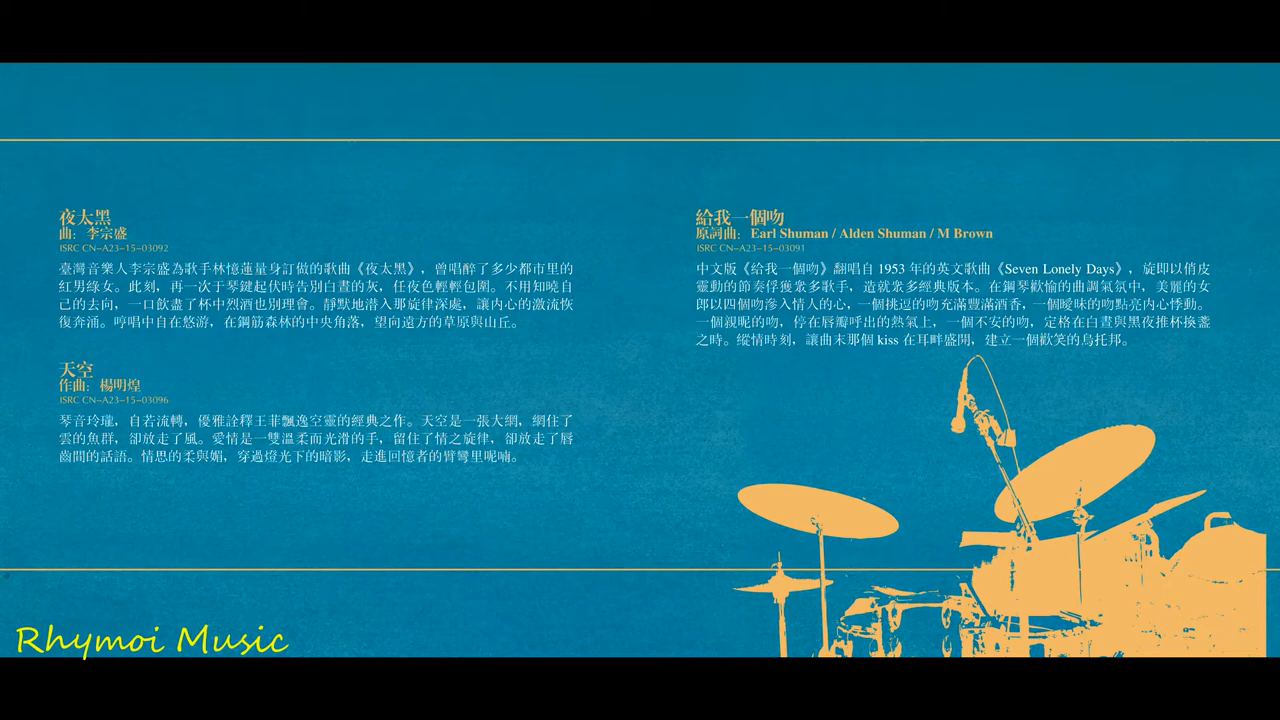 夜太黑
曲：李宗盛
ISRC CN-A23-15-03092
臺灣音樂人李宗盛為歌手林憶蓮量身訂做的歌曲《夜太黑》，曾唱醉了多少都市里的
紅男綠女。此刻，再一次于琴鍵起伏時告別白晝的灰，任夜色輕輕包圍。不用知曉自
己的去向，一口飲盡了杯中烈酒也別理會。靜默地潜入那旋律深處，讓内心的激流恢
復奔涌。哼唱中自在悠游，在鋼筋森林的中央角落，望向遠方的草原與山丘。
天空
作曲：楊明煌
ISRC CN-A23-15-03096
琴音玲瓏，自若流轉，優雅詮釋王菲飄逸空靈的經典之作。天空是一張大網，網住了
雲的魚群，卻放走了風。愛情是一雙溫柔而光滑的手，留住了情之旋律，卻放走了唇
齒間的話語。情思的柔與媚，穿過燈光下的暗影，走進回憶者的臂彎里呢喃。
給我一個吻
原詞曲：Earl Shuman / Alden Shuman / M Brown
ISRC CN-A23-15-03091
中文版《給我一個吻》翻唱自 1953 年的英文歌曲《Seven Lonely Days》，旋即以俏皮
靈動的節奏俘獲衆多歌手，造就衆多經典版本。在鋼琴歡愉的曲調氣氛中，美麗的女
郎以四個吻滲入情人的心，一個挑逗的吻充滿豐滿酒香，一個曖昧的吻點亮内心悸動。
一個親昵的吻，停在唇瓣呼出的熱氣上，一個不安的吻，定格在白晝與黑夜推杯換盞
之時。縱情時刻，讓曲末那個 kiss 在耳畔盛開，建立一個歡笑的烏托邦。
Rhymoi Music